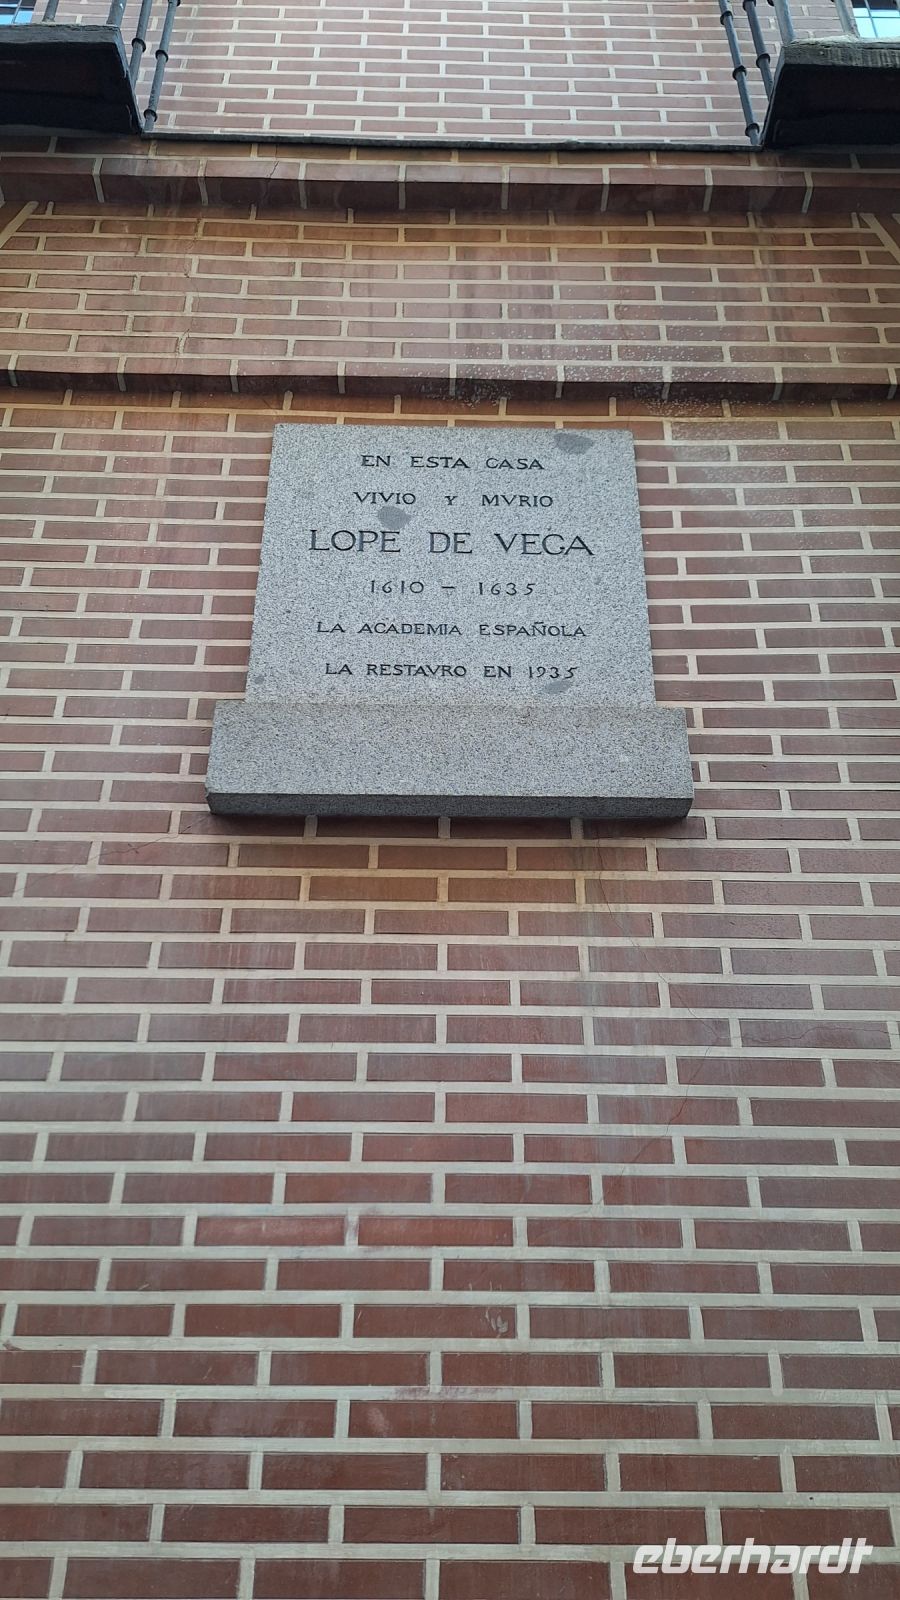 EN ESTA CASA
VIVIO Y MVRIO
LOPE DE VEGA
1610 – 1635
LA ACADEMIA ESPAÑOLA
LA RESTAVRO EN 1935
eberhardt